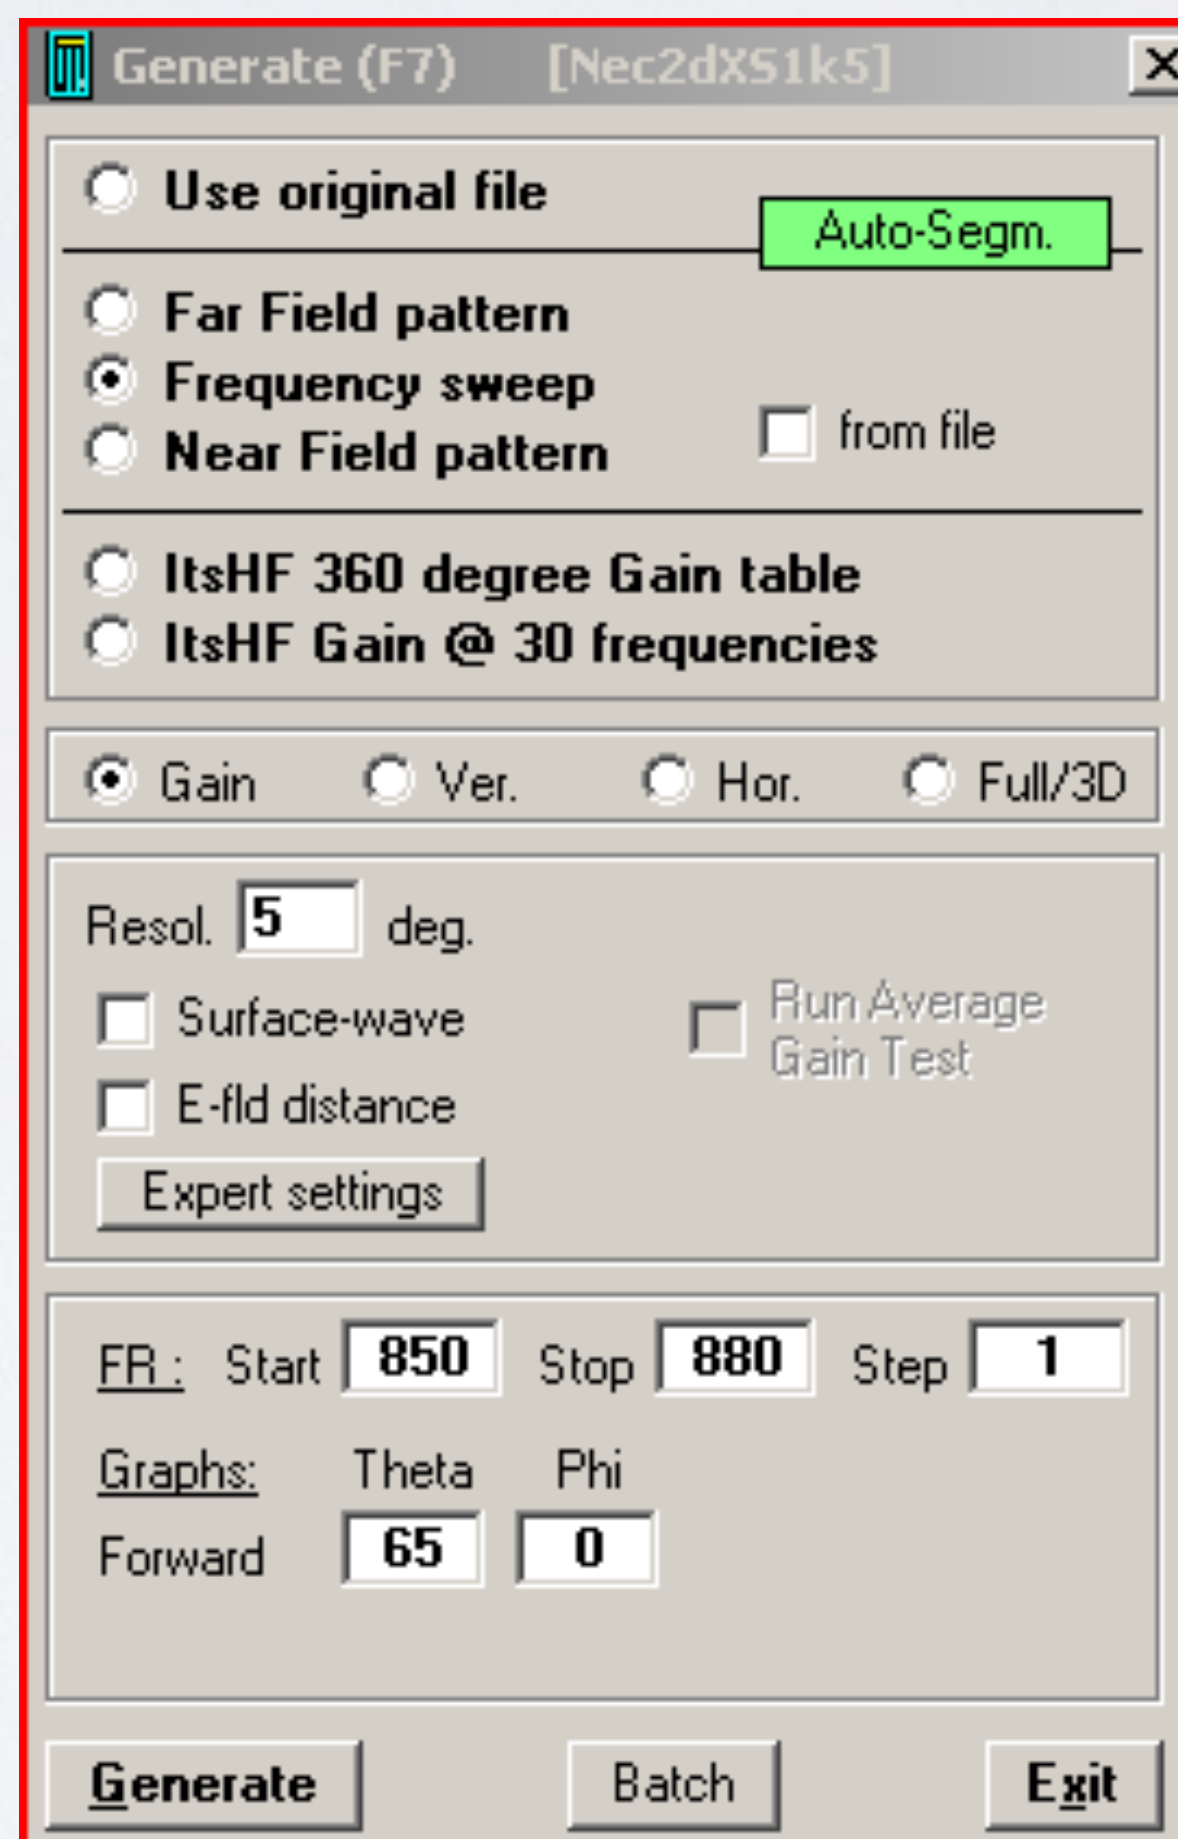 Generate (F7) [Nec2dXS1k5]
Use original file
Auto-Segm.
Far Field pattern
Frequency sweep
from file
Near Field pattern
ItsHF 360 degree Gain table
ItsHF Gain @ 30 frequencies
Gain Ver. Hor. Full/3D
Resol. 5 deg.
Surface-wave
Run Average
Gain Test
E-fld distance
Expert settings
FR : Start 850 Stop 880 Step 1
Graphs: Theta Phi
Forward 65 0
Generate Batch Exit